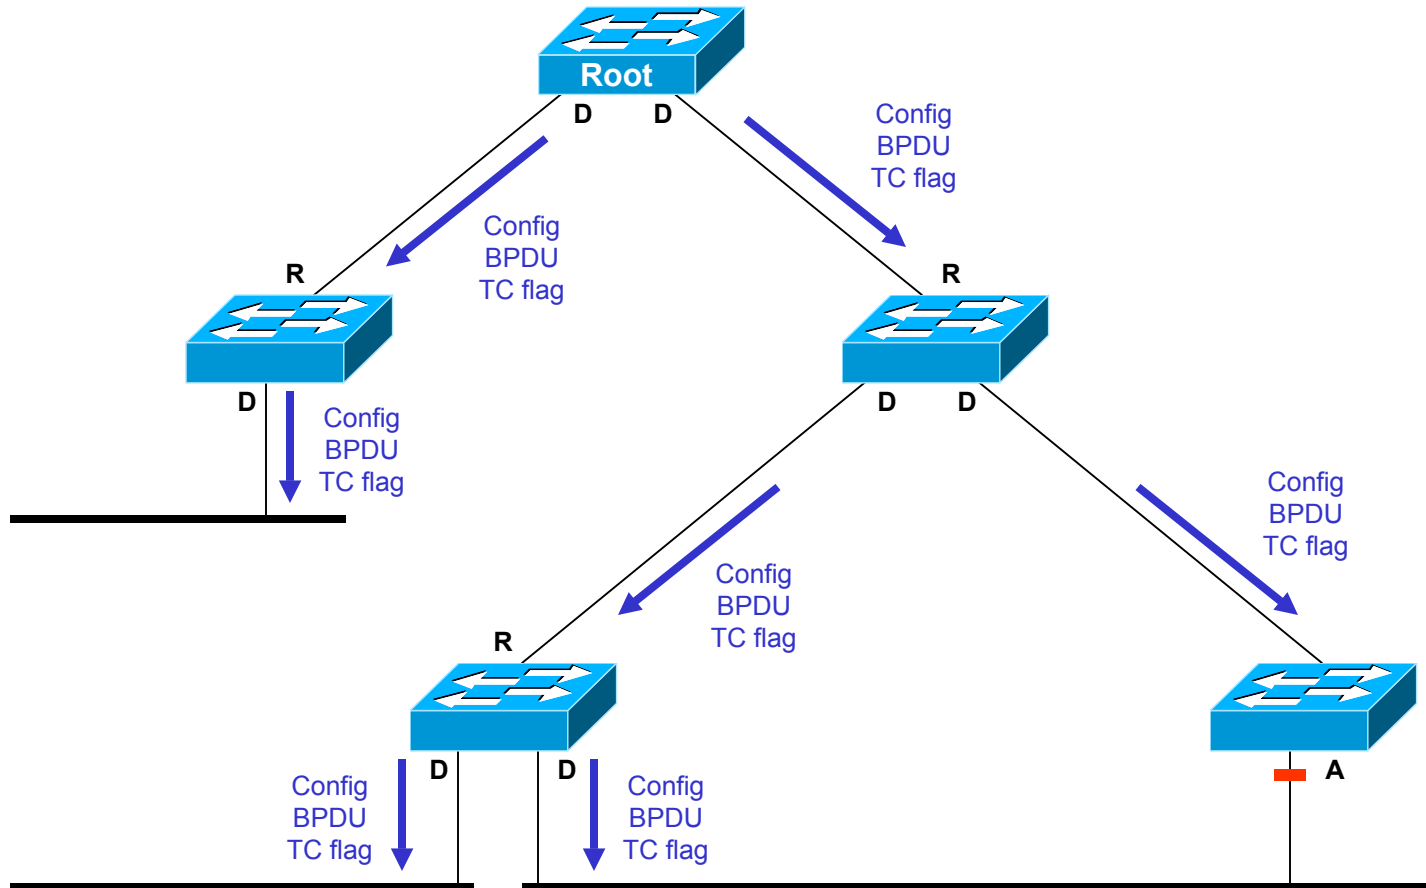 Root
D
D
Config
BPDU
TC flag
Config
BPDU
TC flag
R
R
D
Config
BPDU
TC flag
D
D
Config
BPDU
TC flag
Config
BPDU
TC flag
R
D
D
A
Config
BPDU
TC flag
Config
BPDU
TC flag